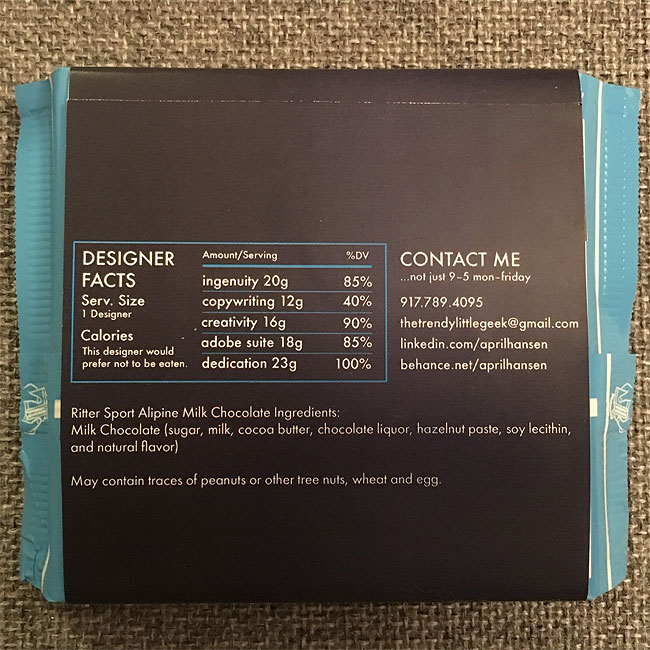 DESIGNER
FACTS
Serv. Size
1 Designer
Calories
This designer would
prefer not to be eaten.
Amount/Serving %DV
ingenuity 20g 85%
copywriting 12g 40%
creativity 16g 90%
adobe suite 18g 85%
dedication 23g 100%
CONTACT ME
...not just 9-5 mon-friday
917.789.4095
thetrendylittlegeek@gmail.com
linkedin.com/aprilhansen
behance.net/aprilhansen
Ritter Sport Alipine Milk Chocolate Ingredients:
Milk Chocolate (sugar, milk, cocoa butter, chocolate liquor, hazelnut paste, soy lecithin,
and natural flavor)
May contain traces of peanuts or other tree nuts, wheat and egg.